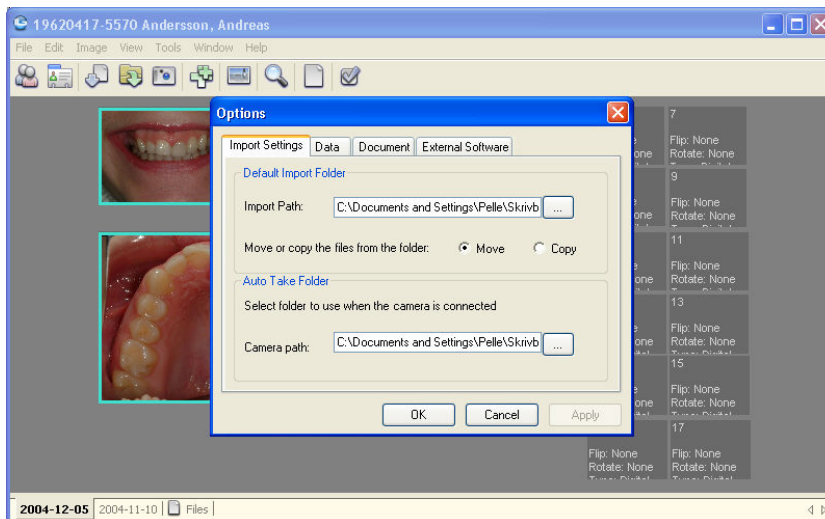 19620417-5570 Andersson, Andreas
File Edit Image View Tools Window Help
Options
Import Settings Data Document External Software
Default Import Folder
Import Path: C:\Documents and Settings\Pelle\Skrivb ...
Move or copy the files from the folder: Move Copy
Auto Take Folder
Select folder to use when the camera is connected
Camera path: C:\Documents and Settings\Pelle\Skrivb ...
OK Cancel Apply
7
Flip: None
Rotate: None
9
Flip: None
Rotate: None
11
Flip: None
Rotate: None
13
Flip: None
Rotate: None
15
Flip: None
Rotate: None
17
Flip: None Flip: None
Rotate: None Rotate: None
2004-12-05 2004-11-10 Files